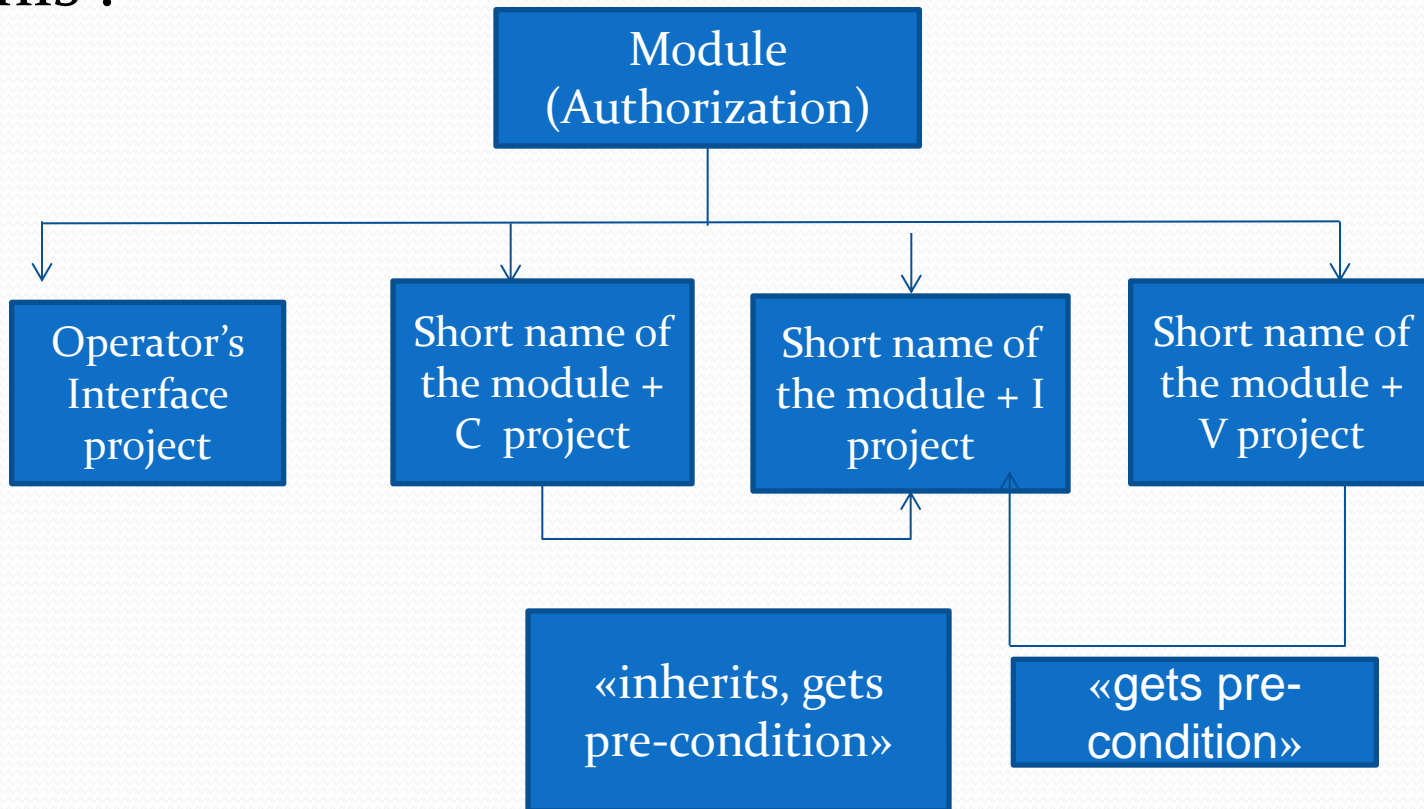 Module
(Authorization)
Operator’s
Interface
project
Short name of
the module +
C project
Short name of
the module + I
project
Short name of
the module +
V project
«inherits, gets
pre-condition»
«gets pre-
condition»